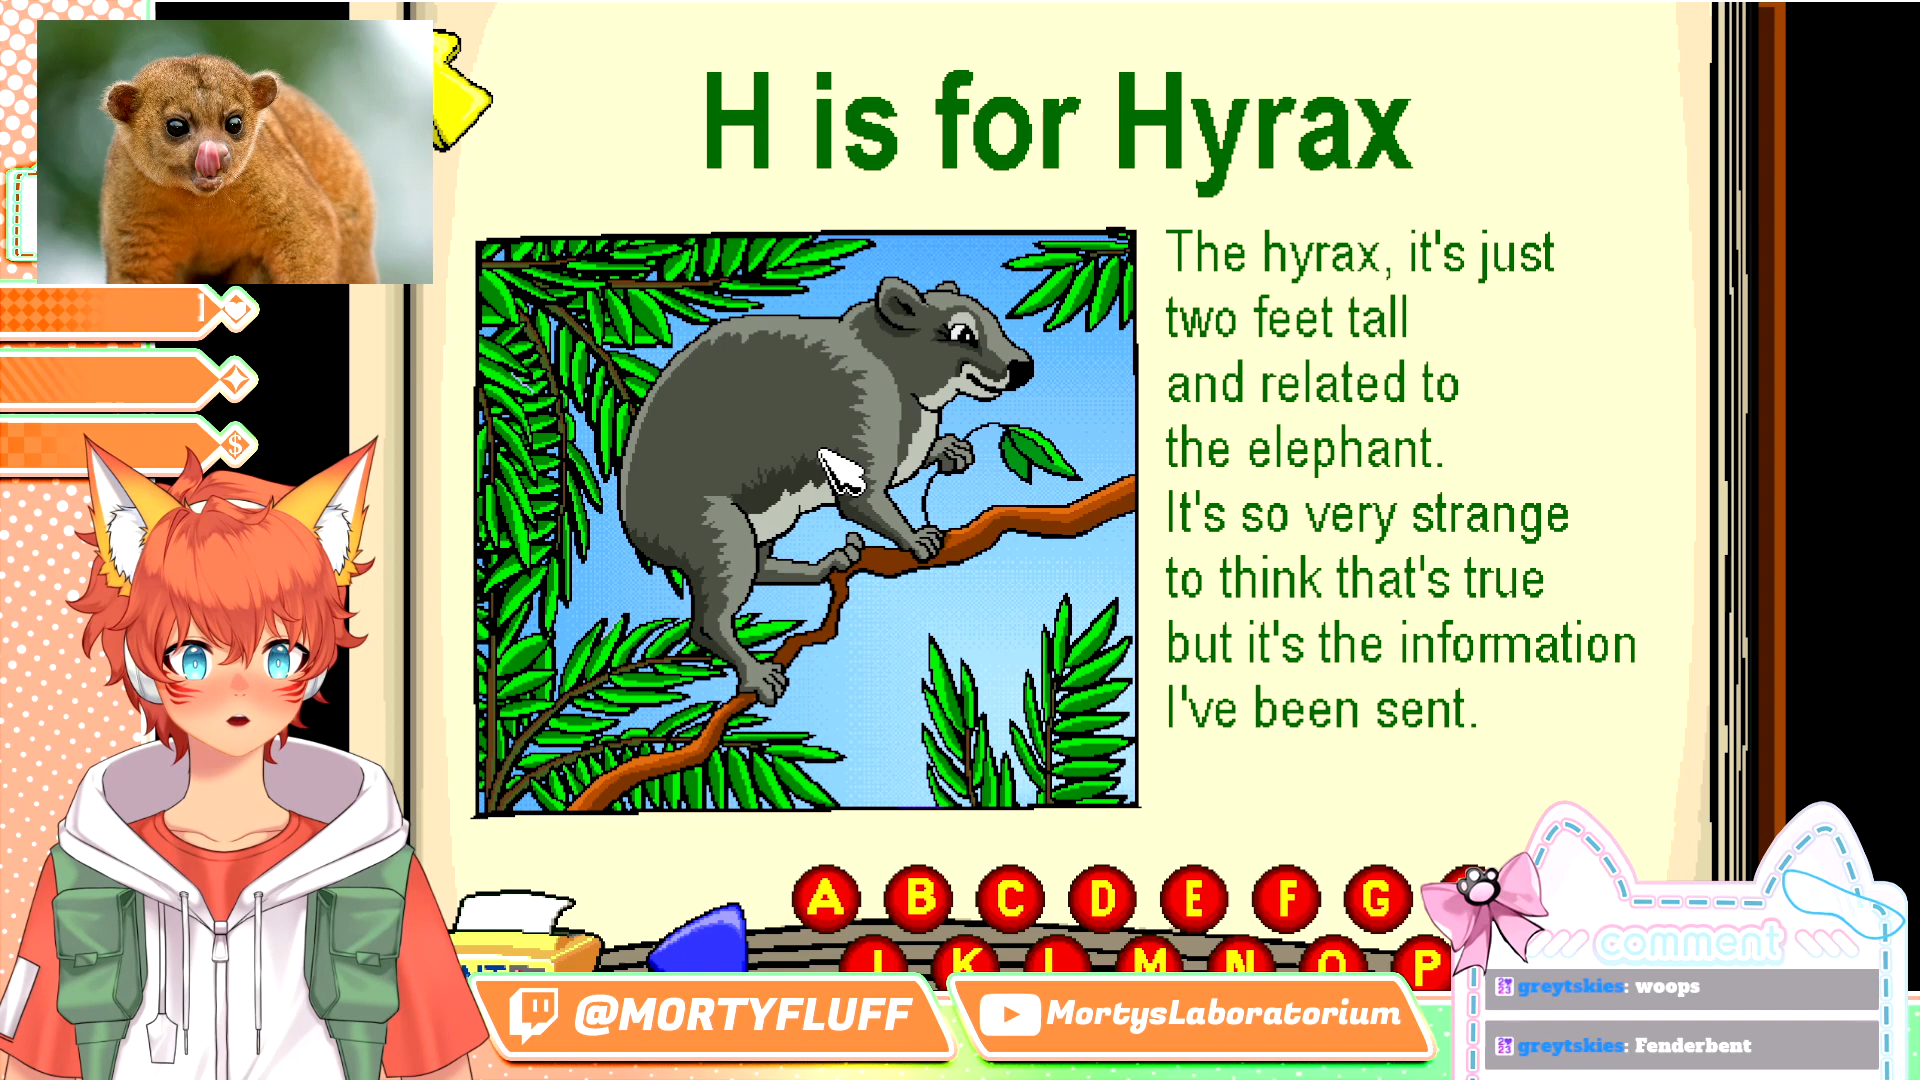 H is for Hyrax
The hyrax, it's just
two feet tall
and related to
the elephant.
It's so very strange
to think that's true
but it's the information
I've been sent.
$
A B C D E F G
K L M N O P
@MORTYFLUFF
MortysLaboratorium
comment
greytskies: woops
greytskies: Fenderbent